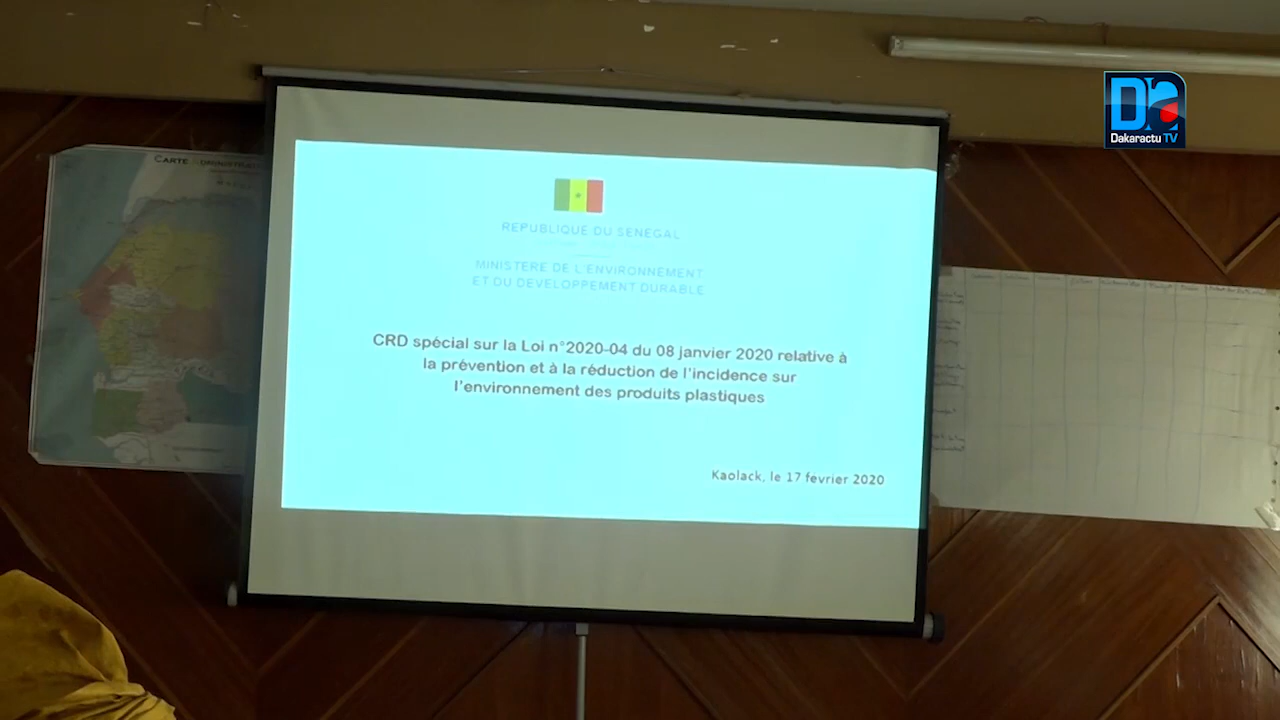 Dakaractu TV
CARTE ADMINISTRATI
REPUBLIQUE DU SENEGAL
MINISTERE DE L'ENVIRONNEMENT
ET DU DEVELOPPEMENT DURABLE
CRD spécial sur la Loi n°2020-04 du 08 janvier 2020 relative à
la prévention et à la réduction de l'incidence sur
l'environnement des produits plastiques
Kaolack, le 17 février 2020